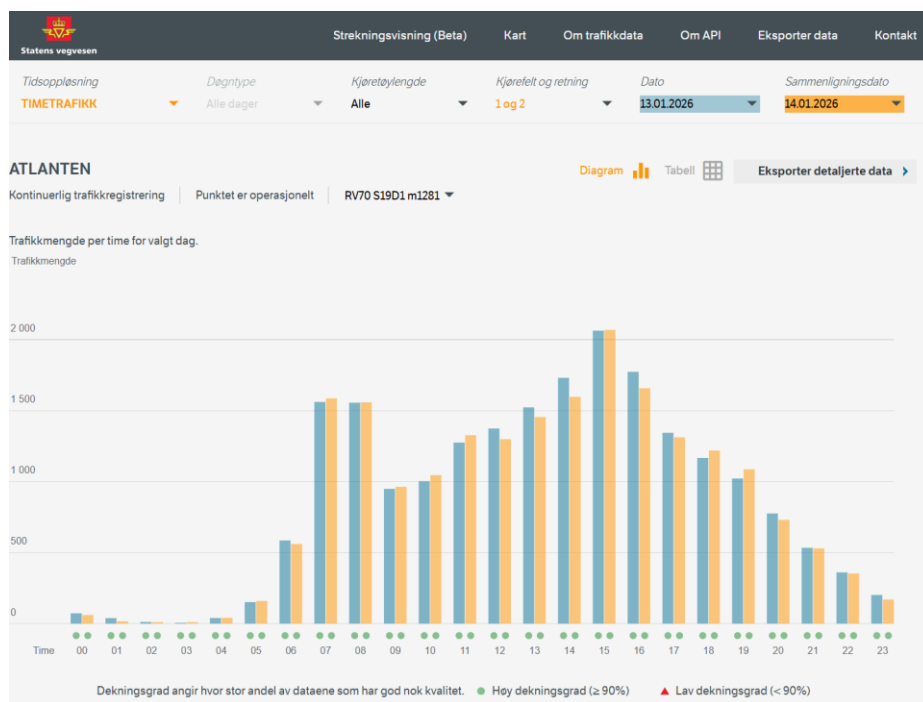 Statens vegvesen
Strekningsvisning (Beta) Kart Om trafikkdata Om API Eksporter data Kontakt
Tidsoppløsning Døgntype Kjøretøylengde Kjørefelt og retning Dato Sammenligningsdato
TIMETRAFIKK Alle dager Alle 1 og 2 13.01.2026 14.01.2026
ATLANTEN
Diagram Tabell Eksporter detaljerte data
Kontinuerlig trafikkregistrering Punktet er operasjonelt RV70 S19D1 m1281
Trafikkmengde per time for valgt dag.
Trafikkmengde
2 000
1 500
1 000
500
0
Time 00 01 02 03 04 05 06 07 08 09 10 11 12 13 14 15 16 17 18 19 20 21 22 23
Dekningsgrad angir hvor stor andel av dataene som har god nok kvalitet. Høy dekningsgrad (≥ 90%) Lav dekningsgrad (< 90%)